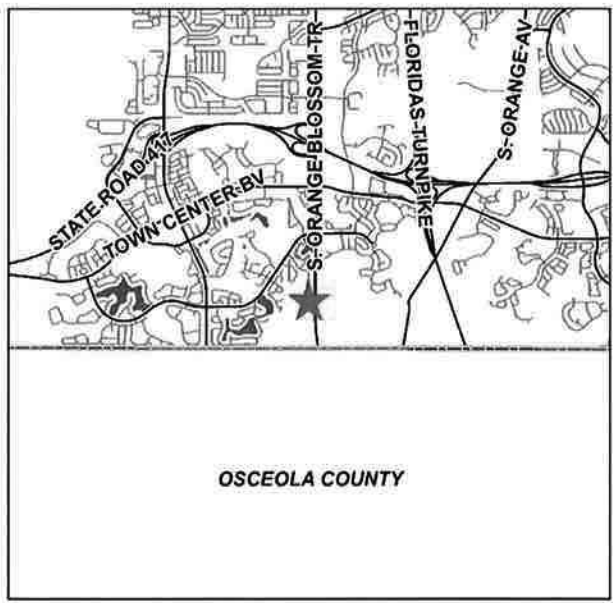 S. ORANGE BLOSSOM TR
FLORIDAS TURNPIKE
S. ORANGE AV
STATE ROAD 417
TOWN CENTER BV
OSCEOLA COUNTY